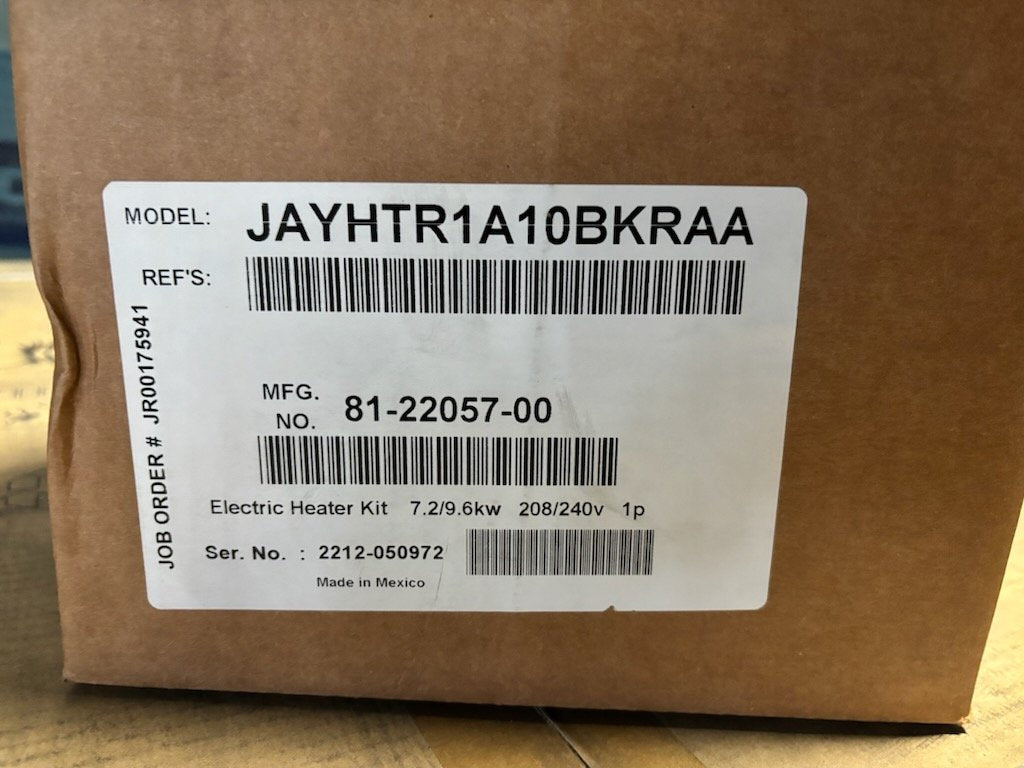 MODEL: JAYHTR1A10BKRAA
REF'S:
JOB ORDER # JR00175941
MFG.
NO. 81-22057-00
Electric Heater Kit 7.2/9.6kw 208/240v 1p
Ser. No. : 2212-050972
Made in Mexico